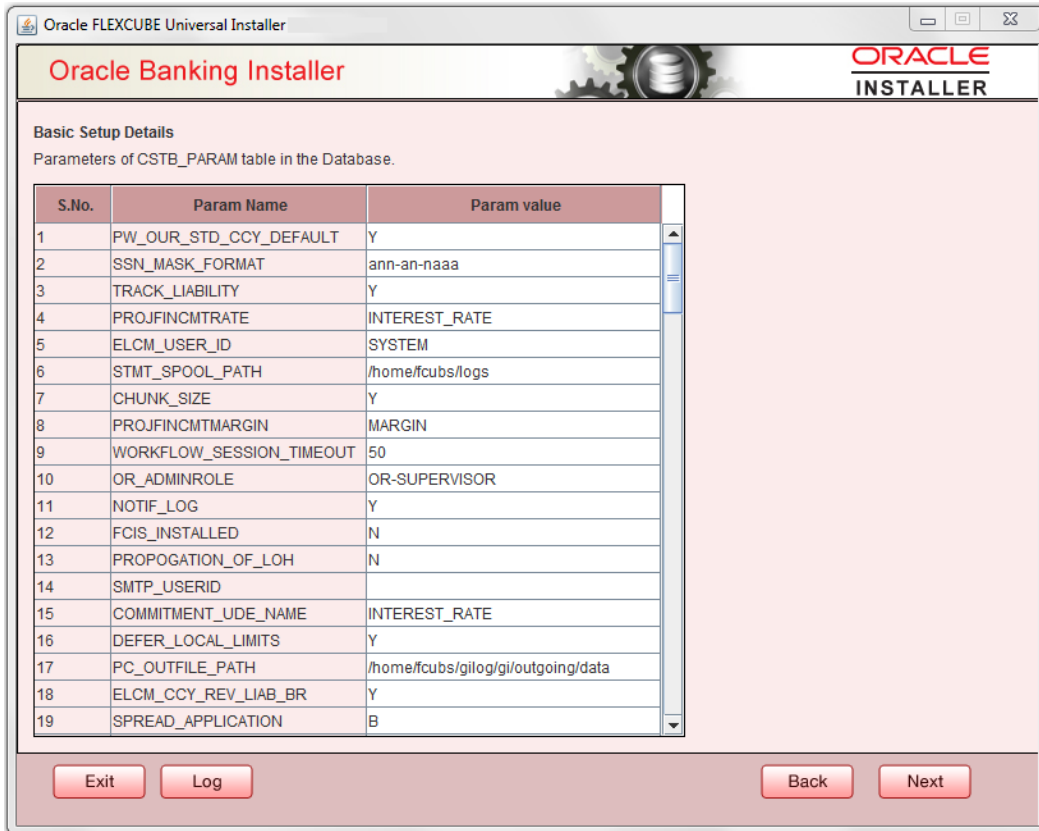 Oracle FLEXCUBE Universal Installer
Oracle Banking Installer
ORACLE
INSTALLER
Basic Setup Details
Parameters of CSTB_PARAM table in the Database.
S.No. Param Name Param value
1 PW_OUR_STD_CCY_DEFAULT Y
2 SSN_MASK_FORMAT ann-an-naaa
3 TRACK_LIABILITY Y
4 PROJFINCMTRATE INTEREST_RATE
5 ELCM_USER_ID SYSTEM
6 STMT_SPOOL_PATH /home/fcubs/logs
7 CHUNK_SIZE Y
8 PROJFINCMTMARGIN MARGIN
9 WORKFLOW_SESSION_TIMEOUT 50
10 OR_ADMINROLE OR-SUPERVISOR
11 NOTIF_LOG Y
12 FCIS_INSTALLED N
13 PROPOGATION_OF_LOH N
14 SMTP_USERID
15 COMMITMENT_UDE_NAME INTEREST_RATE
16 DEFER_LOCAL_LIMITS Y
17 PC_OUTFILE_PATH /home/fcubs/gilog/gi/outgoing/data
18 ELCM_CCY_REV_LIAB_BR Y
19 SPREAD_APPLICATION B
Exit Log Back Next